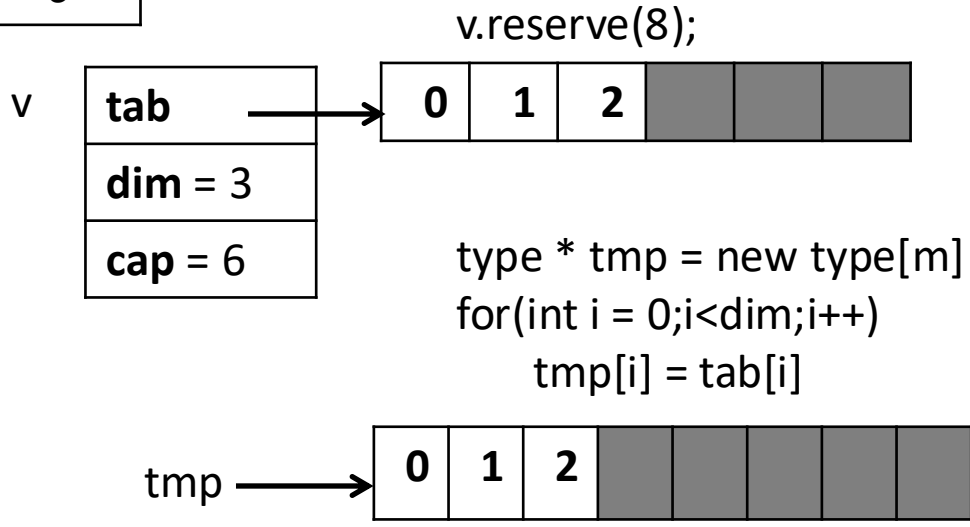 v.reserve(8);
v
tab
0 1 2
dim = 3
cap = 6
type * tmp = new type[m]
for(int i = 0;i<dim;i++)
tmp[i] = tab[i]
tmp
0 1 2